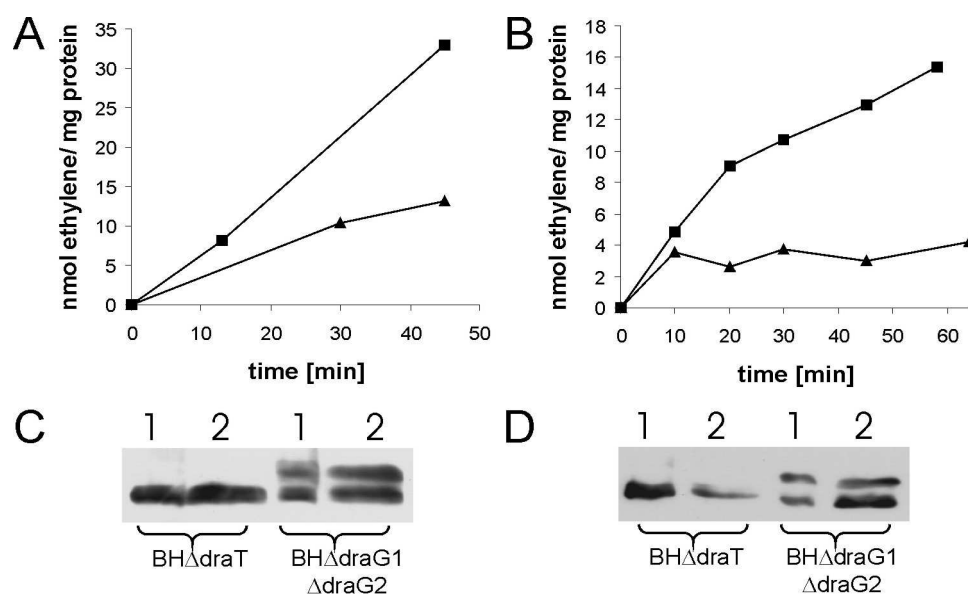 A
nmol ethylene/ mg protein
35
30
25
20
15
10
5
0
0 10 20 30 40 50
time [min]
B
nmol ethylene/ mg protein
18
16
14
12
10
8
6
4
2
0
0 10 20 30 40 50 60
time [min]
C
1 2 1 2
BHΔdraT BHΔdraG1
ΔdraG2
D
1 2 1 2
BHΔdraT BHΔdraG1
ΔdraG2